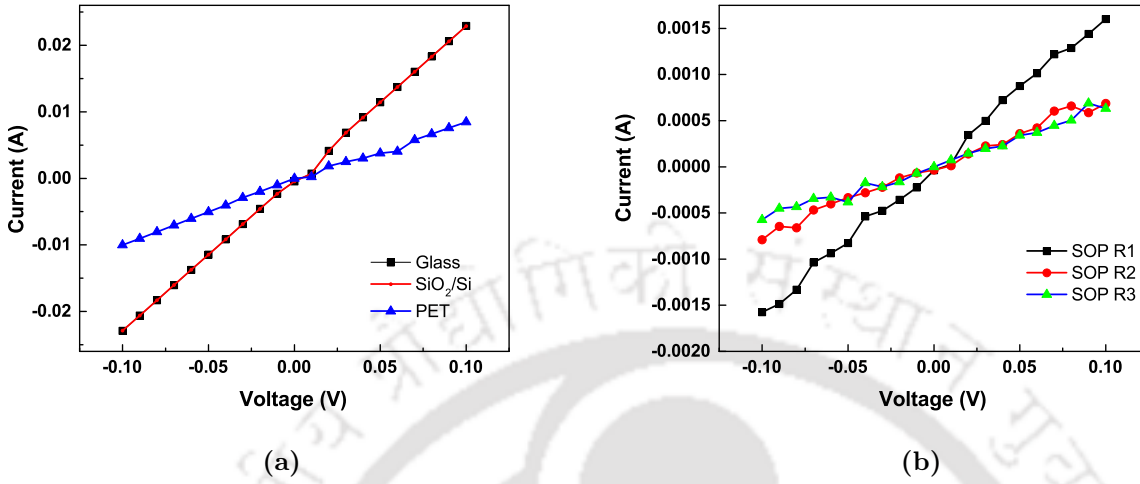 0.02
0.01
0.00
-0.01
-0.02
Current (A)
-0.10 -0.05 0.00 0.05 0.10
Voltage (V)
Glass
SiO₂/Si
PET
(a)
0.0015
0.0010
0.0005
0.0000
-0.0005
-0.0010
-0.0015
-0.0020
Current (A)
-0.10 -0.05 0.00 0.05 0.10
Voltage (V)
SOP R1
SOP R2
SOP R3
(b)